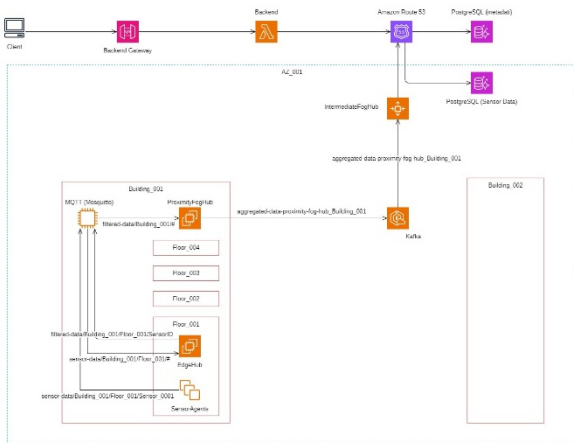 Client
Backend Gateway
Backend
Amazon Route 53
PostgreSQL (metadati)
AZ_001
PostgreSQL (Sensor Data)
IntermediateFogHub
aggregated-data-proximity-fog-hub_Building_001
Building_001
Building_002
MQTT (Mosquitto)
ProximityFogHub
filtered-data/Building_001/#
aggregated-data-proximity-fog-hub_Building_001
Kafka
Floor_004
Floor_003
Floor_002
Floor_001
filtered-data/Building_001/Floor_001/SensorID
sensor-data/Building_001/Floor_001/#
EdgeHub
sensor-data/Building_001/Floor_001/Sensor_0001
SensorAgents